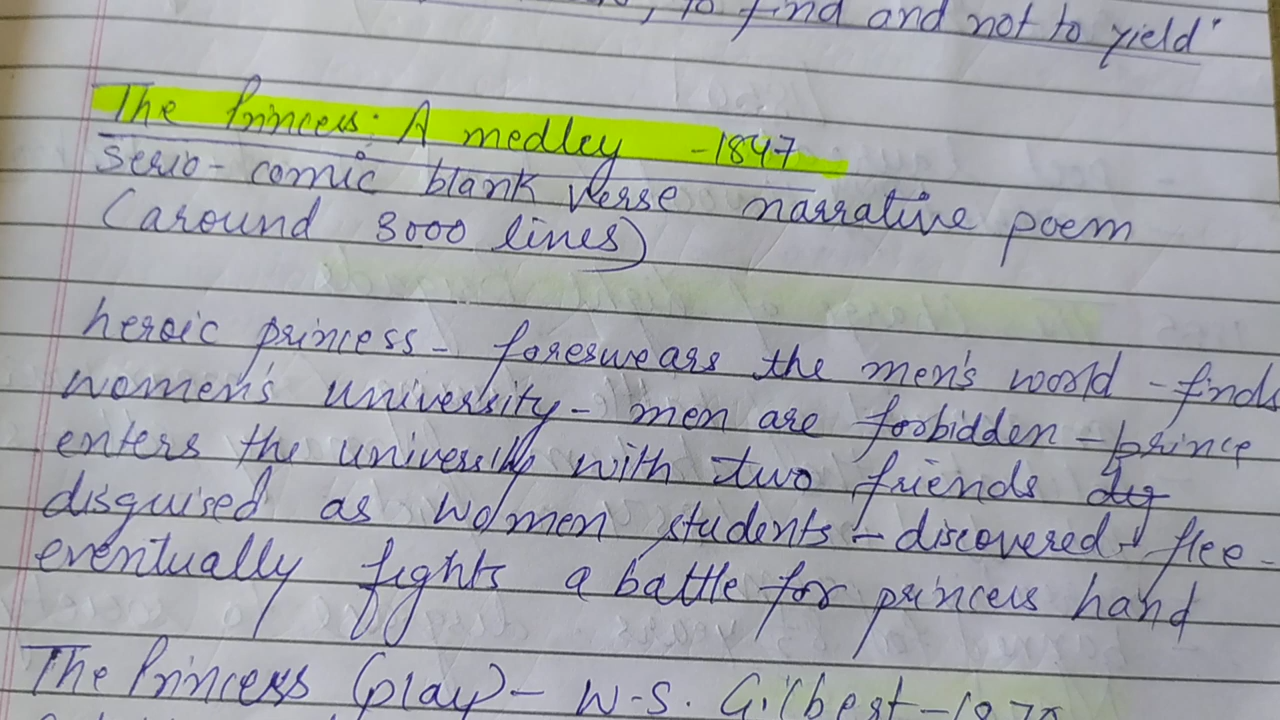 to find and not to yield"
The Princess: A medley - 1847
serio-comic blank verse narrative poem
(around 3000 lines)
heroic princess - foreswears the men's world - finds
women's university - men are forbidden - prince
enters the university with two friends
disguised as women students - discovered & flee -
eventually fights a battle for princess hand
The Princess (play) - W.S. Gilbert -